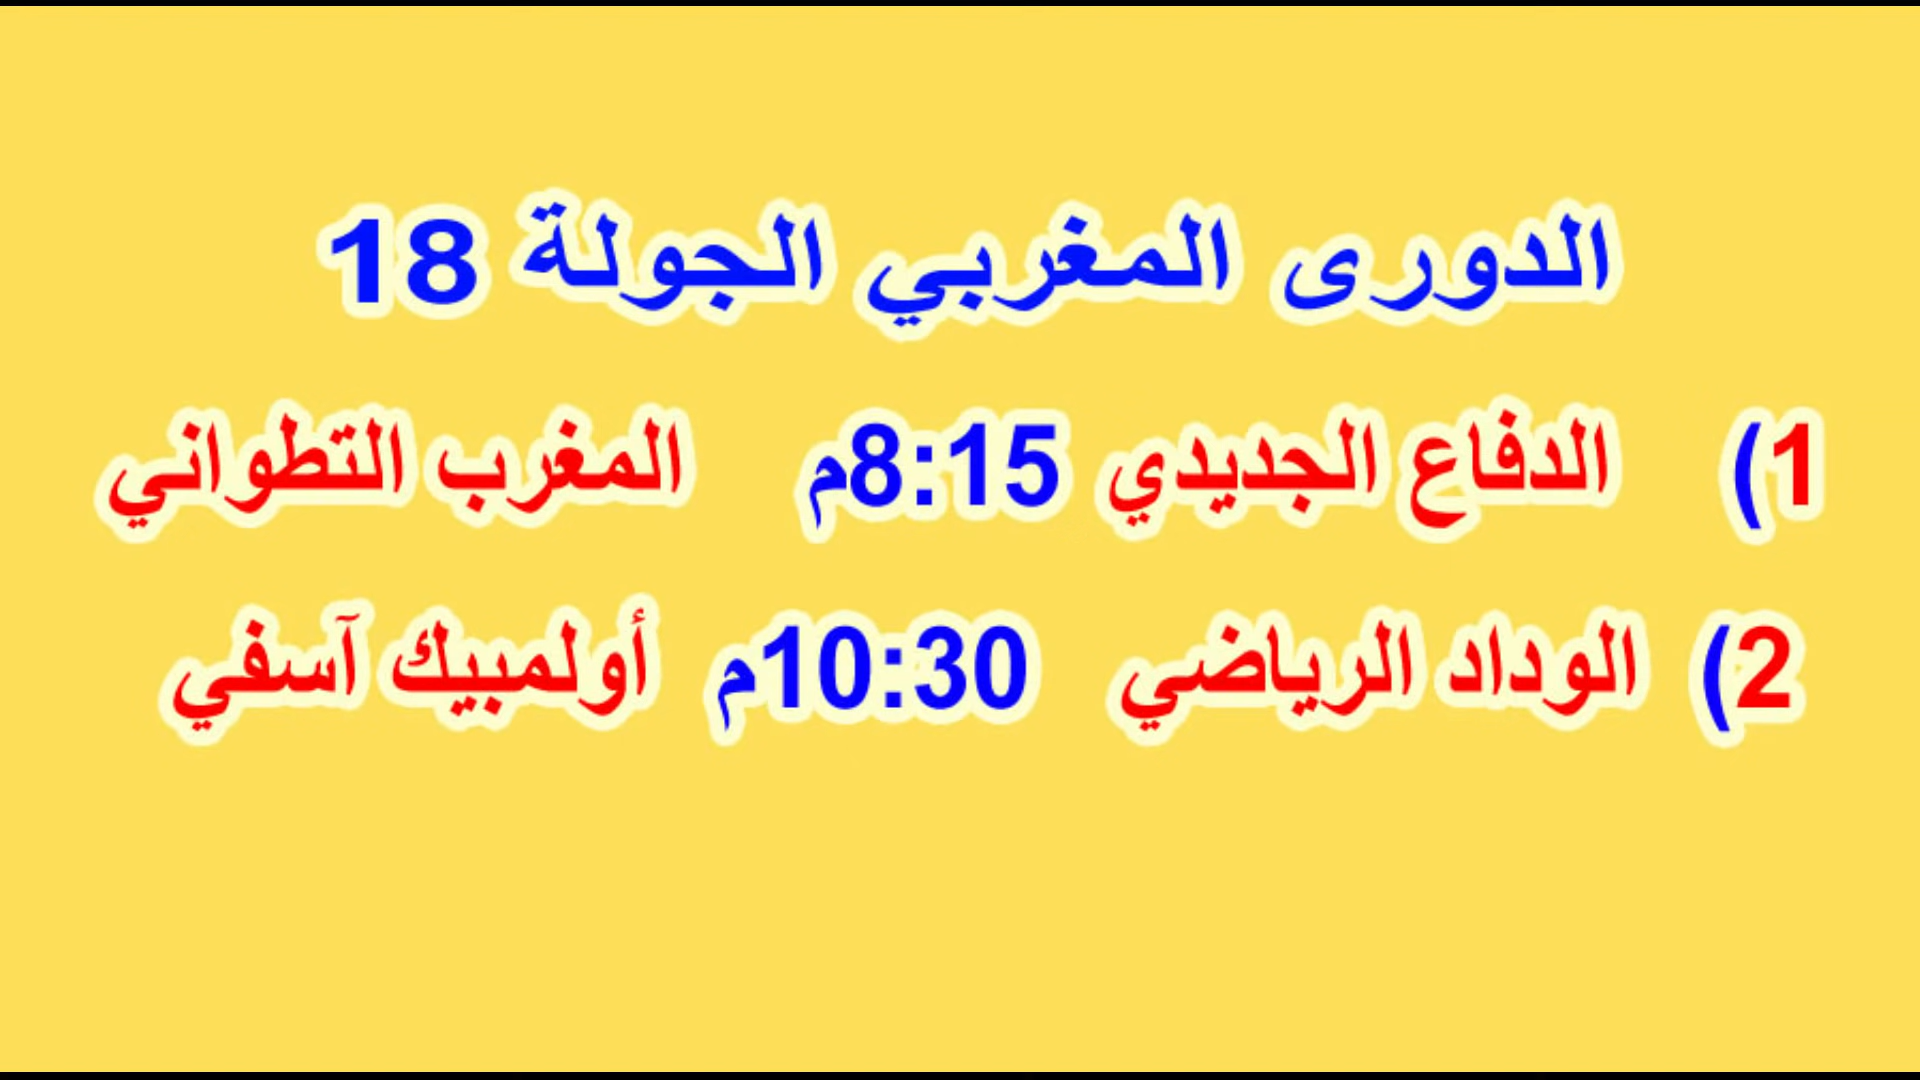 الدورى المغربي الجولة 18
1) الدفاع الجديدي 8:15م المغرب التطواني
2) الوداد الرياضي 10:30م أولمبيك آسفي